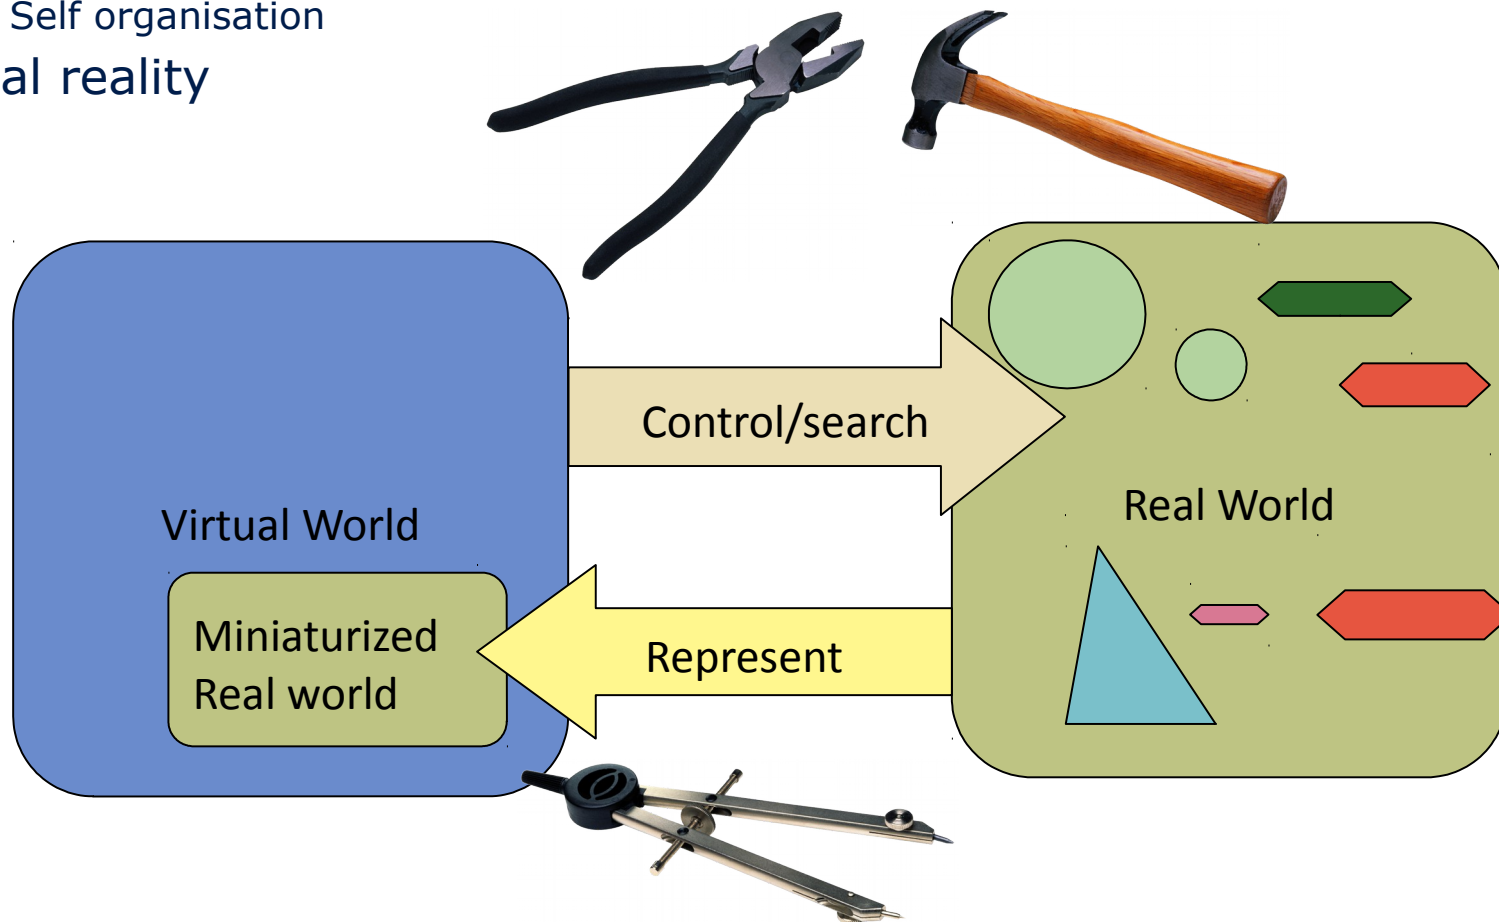 Self organisation
al reality
Control/search
Real World
Virtual World
Miniaturized
Real world
Represent